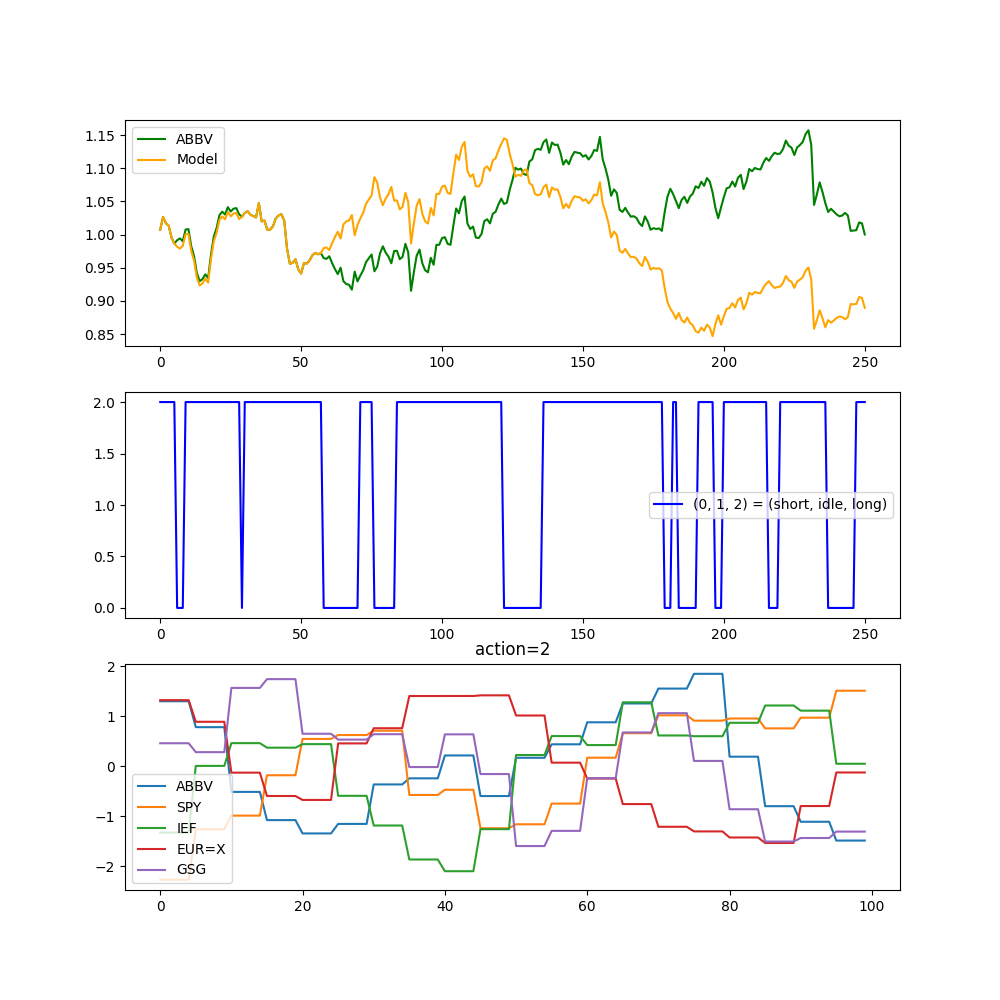 ABBV
Model
1.15
1.10
1.05
1.00
0.95
0.90
0.85
0 50 100 150 200 250
2.0
1.5
1.0
0.5
0.0
(0, 1, 2) = (short, idle, long)
0 50 100 150 200 250
action=2
2
1
0
−1
−2
ABBV
SPY
IEF
EUR=X
GSG
0 20 40 60 80 100